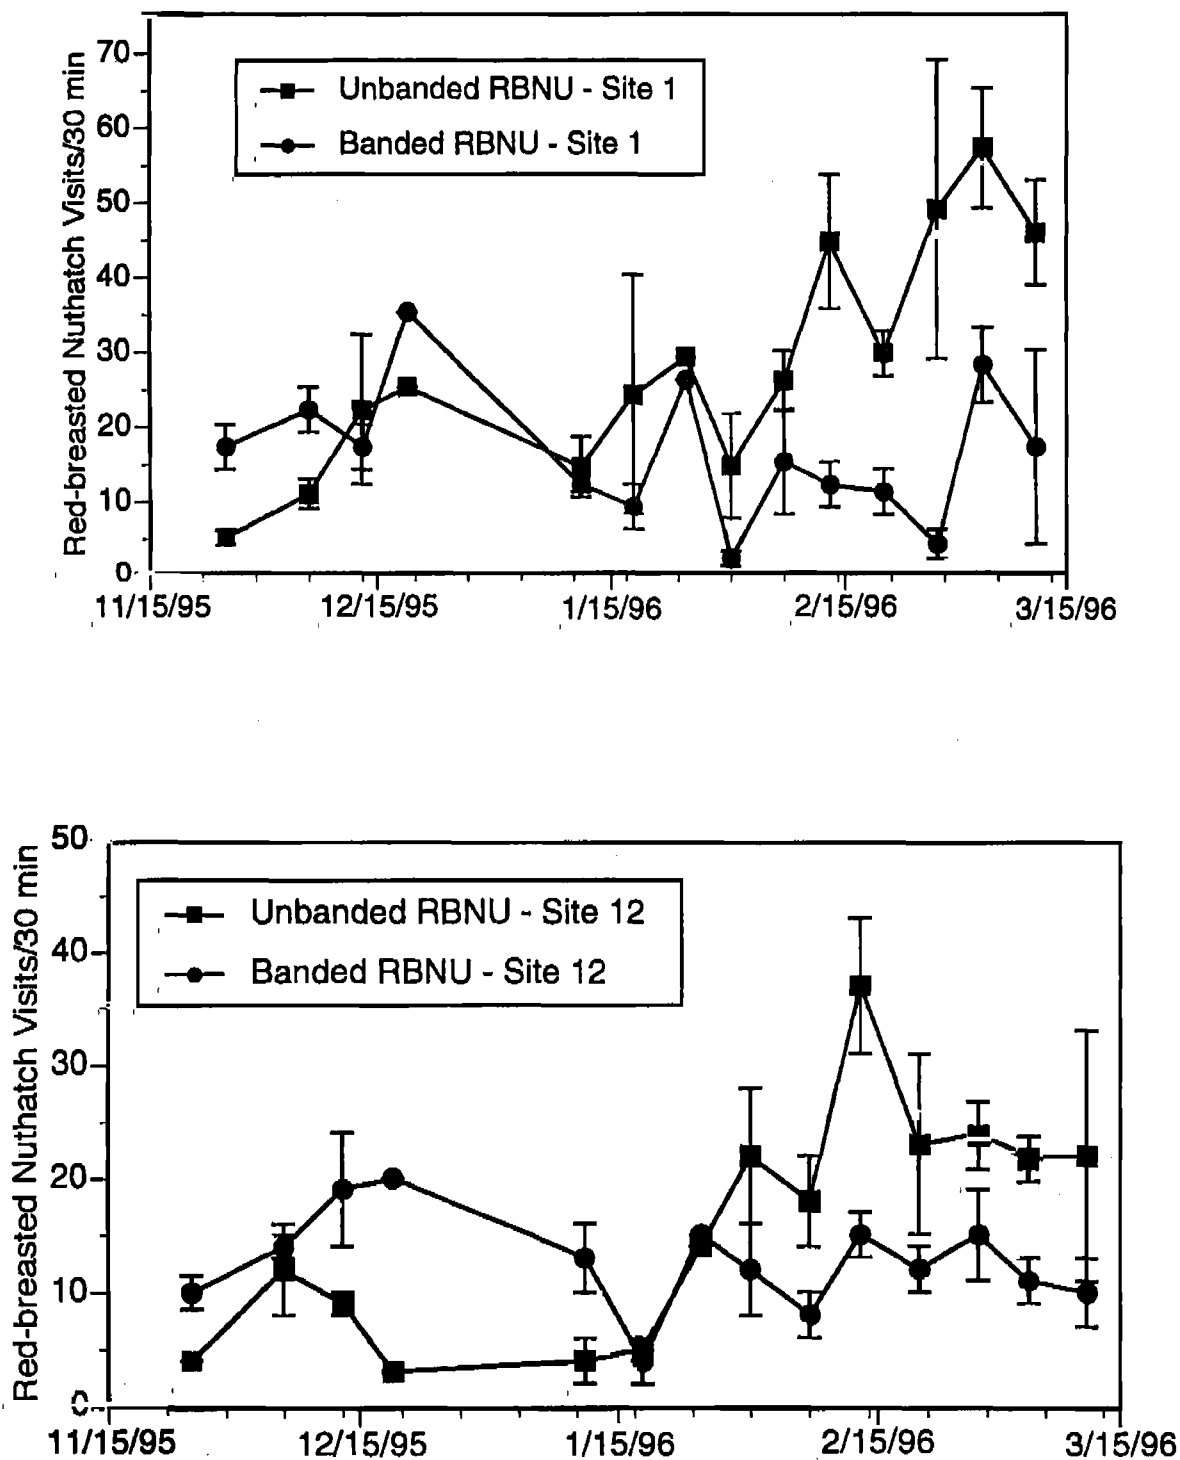 Red-breasted Nuthatch Visits/30 min
70
60
50
40
30
20
10
0
Unbanded RBNU - Site 1
Banded RBNU - Site 1
11/15/95 12/15/95 1/15/96 2/15/96 3/15/96
Red-breasted Nuthatch Visits/30 min
50
40
30
20
10
0
Unbanded RBNU - Site 12
Banded RBNU - Site 12
11/15/95 12/15/95 1/15/96 2/15/96 3/15/96